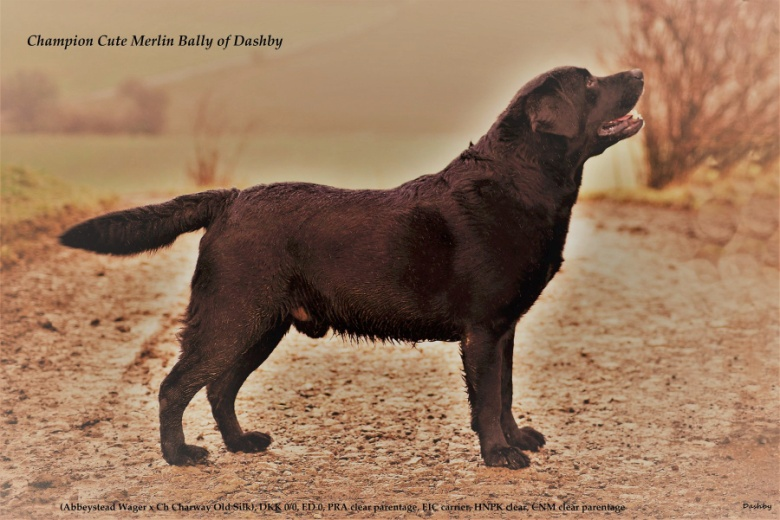 Champion Cute Merlin Bally of Dashby
(Abbeystead Wager x Ch Charway Old Silk), DKK 0/0, ED 0, PRA clear parentage, EIC carrier, HNPK clear, CNM clear parentage
Dashby